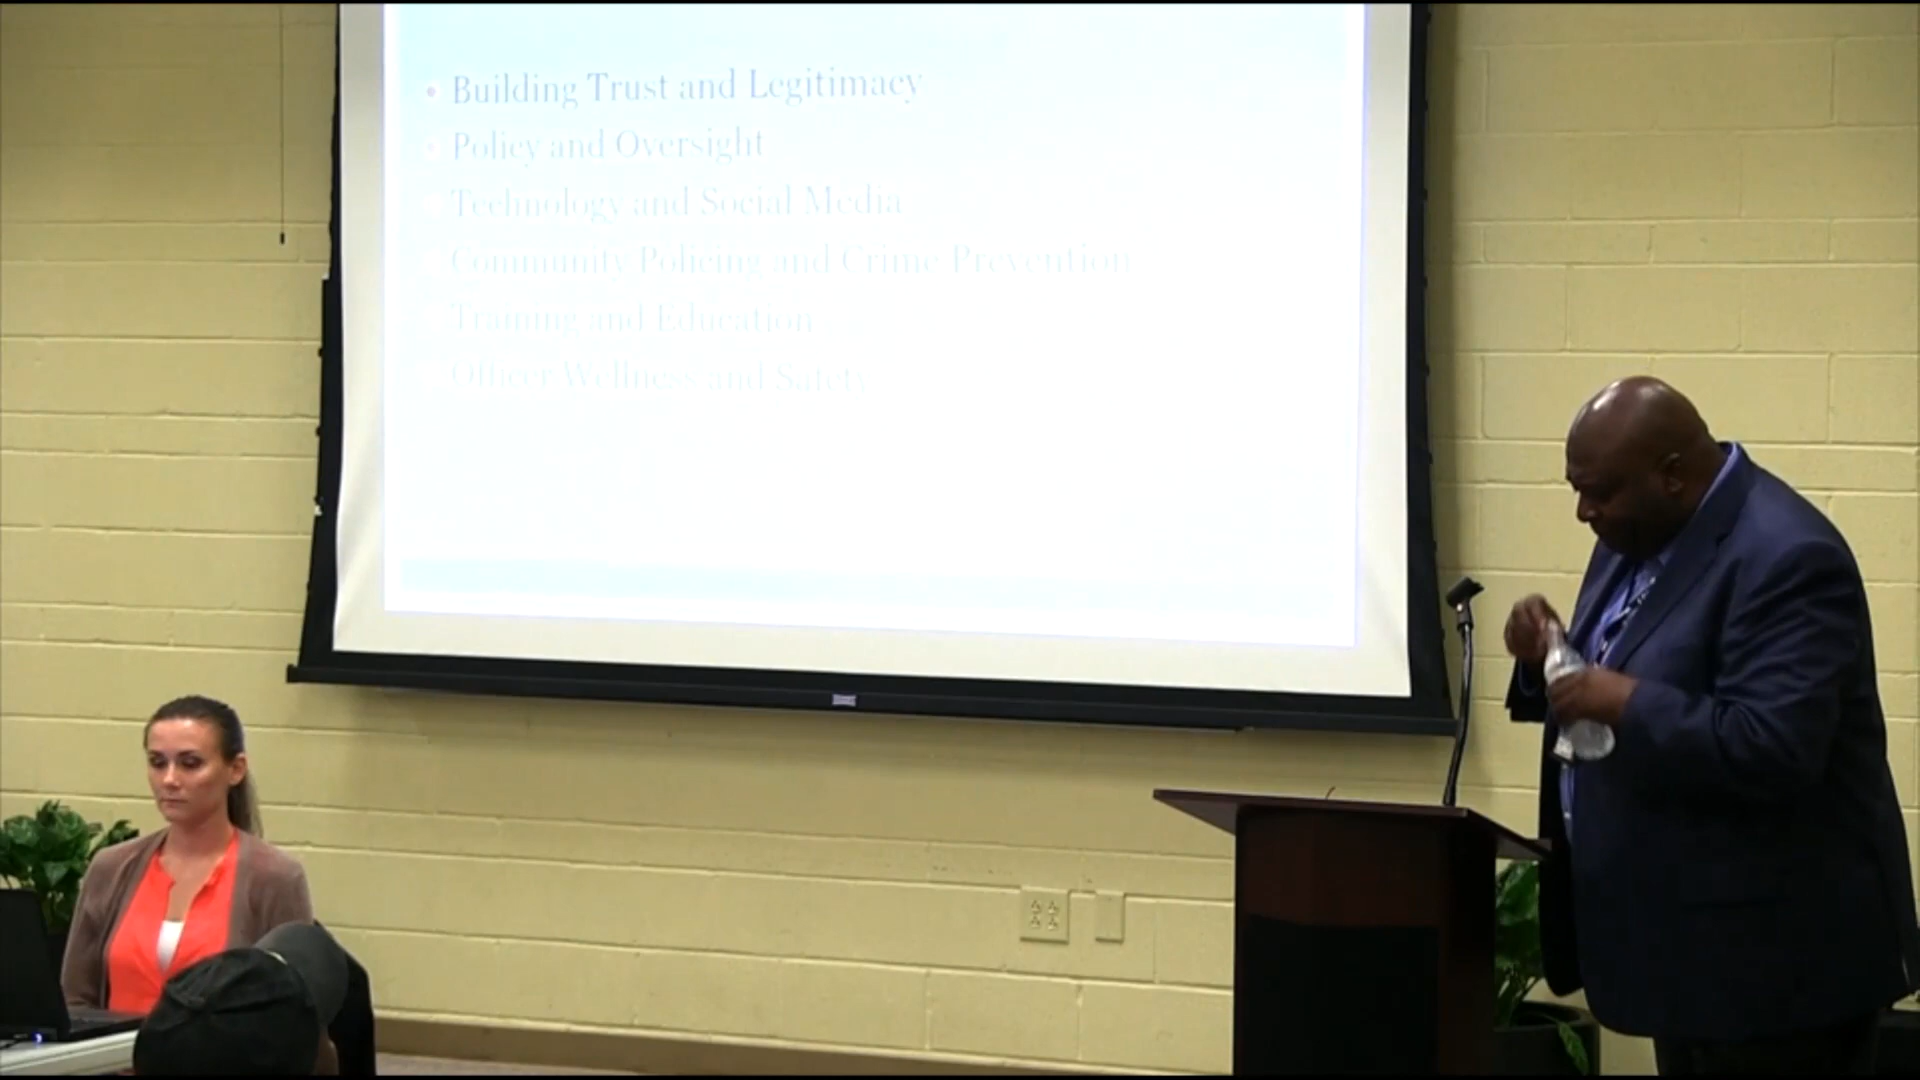 Building Trust and Legitimacy
Policy and Oversight
Technology and Social Media
Community Policing and Crime Prevention
Training and Education
Officer Wellness and Safety